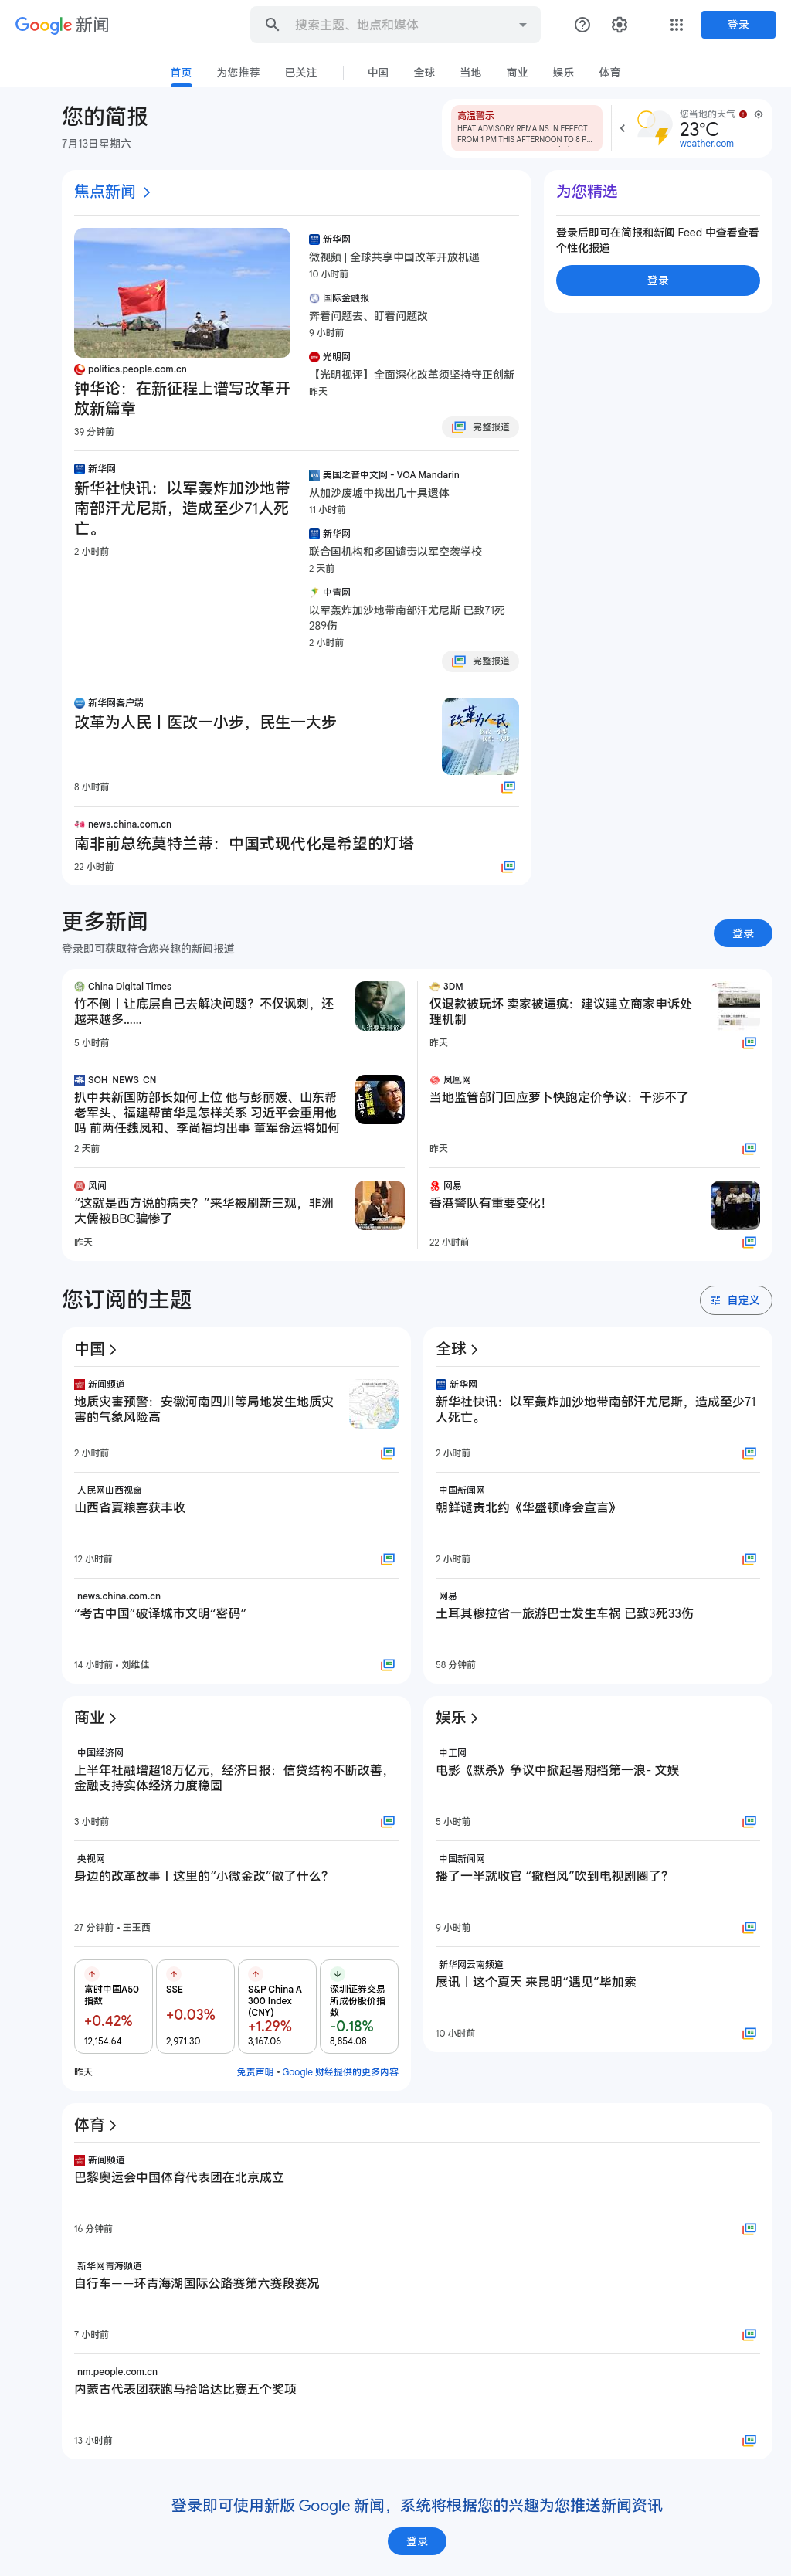 Google 新闻
搜索主题、地点和媒体
登录
首页 为您推荐 已关注 中国 全球 当地 商业 娱乐 体育
您的简报
7月13日星期六
高温警示
HEAT ADVISORY REMAINS IN EFFECT
FROM 1 PM THIS AFTERNOON TO 8 P...
您当地的天气
23°C
weather.com
焦点新闻
politics.people.com.cn
钟华论：在新征程上谱写改革开
放新篇章
39 分钟前
新华网
微视频 | 全球共享中国改革开放机遇
10 小时前
国际金融报
奔着问题去、盯着问题改
9 小时前
光明网
【光明视评】全面深化改革须坚持守正创新
昨天
完整报道
新华网
新华社快讯：以军轰炸加沙地带
南部汗尤尼斯，造成至少71人死
亡。
2 小时前
美国之音中文网 - VOA Mandarin
从加沙废墟中找出几十具遗体
11 小时前
新华网
联合国机构和多国谴责以军空袭学校
2 天前
中青网
以军轰炸加沙地带南部汗尤尼斯 已致71死
289伤
2 小时前
完整报道
新华网客户端
改革为人民丨医改一小步，民生一大步
8 小时前
改革为人民
news.china.com.cn
南非前总统莫特兰蒂：中国式现代化是希望的灯塔
22 小时前
为您精选
登录后即可在简报和新闻 Feed 中查看查看
个性化报道
登录
更多新闻
登录即可获取符合您兴趣的新闻报道
登录
China Digital Times
竹不倒丨让底层自己去解决问题？不仅讽刺，还
越来越多……
5 小时前
SOH_NEWS_CN
扒中共新国防部长如何上位 他与彭丽媛、山东帮
老军头、福建帮苗华是怎样关系 习近平会重用他
吗 前两任魏凤和、李尚福均出事 董军命运将如何
2 天前
靠彭麗媛
上位？
风闻
“这就是西方说的病夫？”来华被刷新三观，非洲
大儒被BBC骗惨了
昨天
3DM
仅退款被玩坏 卖家被逼疯：建议建立商家申诉处
理机制
昨天
凤凰网
当地监管部门回应萝卜快跑定价争议：干涉不了
昨天
网易
香港警队有重要变化！
22 小时前
您订阅的主题
自定义
中国
新闻频道
地质灾害预警：安徽河南四川等局地发生地质灾
害的气象风险高
2 小时前
人民网山西视窗
山西省夏粮喜获丰收
12 小时前
news.china.com.cn
“考古中国”破译城市文明“密码”
14 小时前 • 刘维佳
全球
新华网
新华社快讯：以军轰炸加沙地带南部汗尤尼斯，造成至少71
人死亡。
2 小时前
中国新闻网
朝鲜谴责北约《华盛顿峰会宣言》
2 小时前
网易
土耳其穆拉省一旅游巴士发生车祸 已致3死33伤
58 分钟前
商业
中国经济网
上半年社融增超18万亿元，经济日报：信贷结构不断改善，
金融支持实体经济力度稳固
3 小时前
央视网
身边的改革故事丨这里的“小微金改”做了什么？
27 分钟前 • 王玉西
富时中国A50
指数
+0.42%
12,154.64
SSE
+0.03%
2,971.30
S&P China A
300 Index
(CNY)
+1.29%
3,167.06
深圳证券交易
所成份股价指
数
-0.18%
8,854.08
昨天
免责声明 • Google 财经提供的更多内容
娱乐
中工网
电影《默杀》争议中掀起暑期档第一浪- 文娱
5 小时前
中国新闻网
播了一半就收官 “撤档风”吹到电视剧圈了？
9 小时前
新华网云南频道
展讯丨这个夏天 来昆明“遇见”毕加索
10 小时前
体育
新闻频道
巴黎奥运会中国体育代表团在北京成立
16 分钟前
新华网青海频道
自行车——环青海湖国际公路赛第六赛段赛况
7 小时前
nm.people.com.cn
内蒙古代表团获跑马拾哈达比赛五个奖项
13 小时前
登录即可使用新版 Google 新闻，系统将根据您的兴趣为您推送新闻资讯
登录